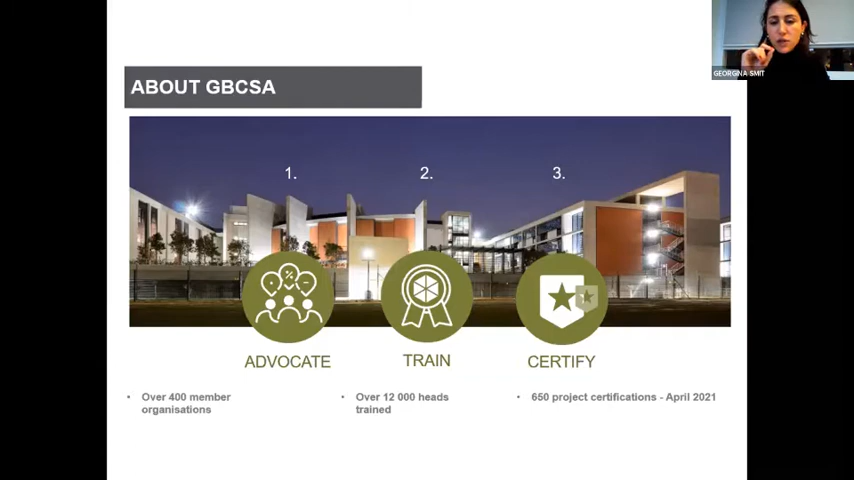 GEORGINA SMIT
ABOUT GBCSA
1. 2. 3.
ADVOCATE TRAIN CERTIFY
• Over 400 member
organisations
• Over 12 000 heads
trained
• 650 project certifications - April 2021